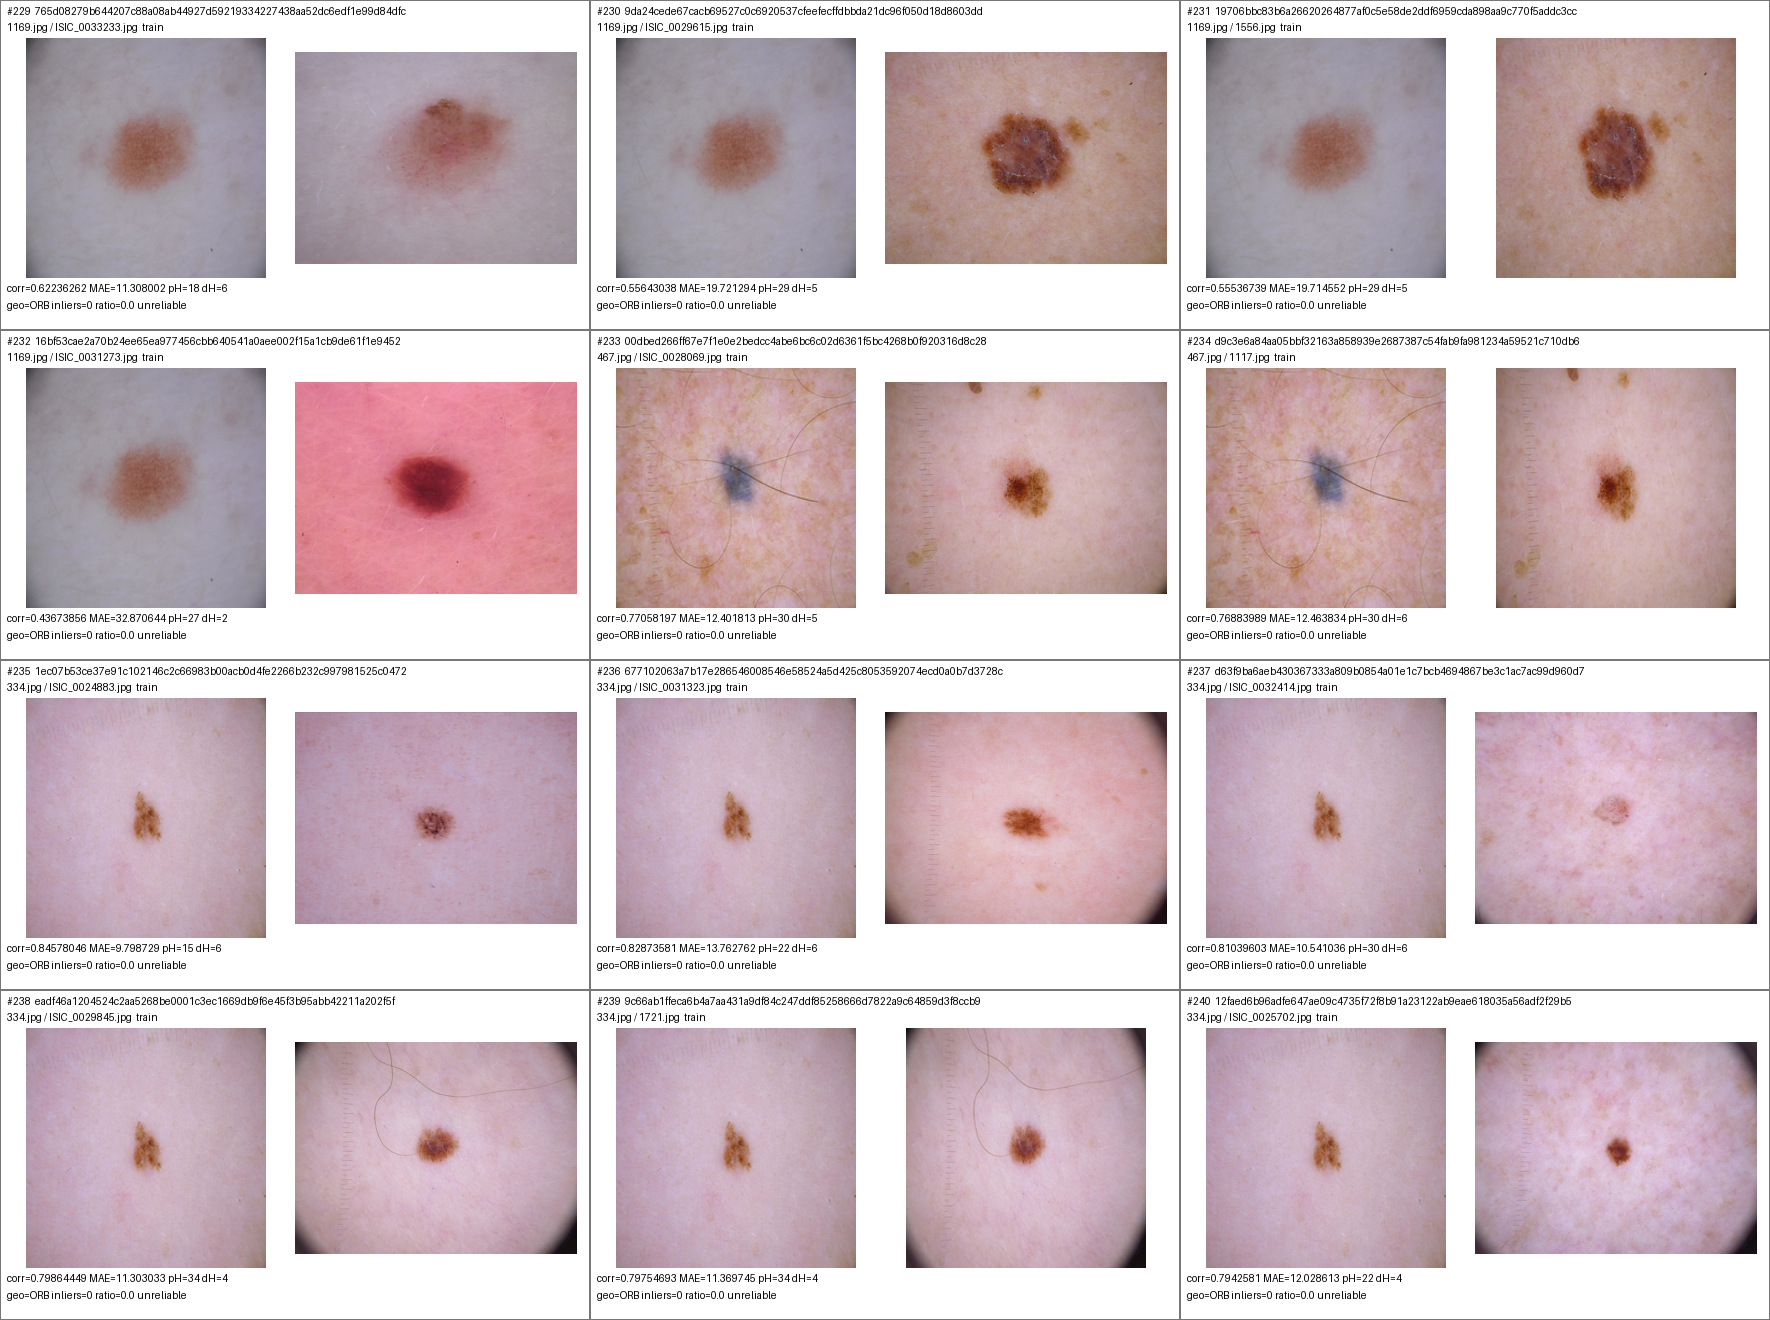 #229 765d08279b644207c88a08ab44927d59219334227438aa52dc6edf1e99d84dfc
1169.jpg / ISIC_0033233.jpg train
corr=0.62236262 MAE=11.308002 pH=18 dH=6
geo=ORB inliers=0 ratio=0.0 unreliable
#230 9da24cede67cacb69527c0c6920537cfeefecffdbbda21dc96f050d18d8603dd
1169.jpg / ISIC_0029615.jpg train
corr=0.55643038 MAE=19.721294 pH=29 dH=5
geo=ORB inliers=0 ratio=0.0 unreliable
#231 19706bbc83b6a26620264877af0c5e58de2ddf6959cda898aa9c770f5addc3cc
1169.jpg / 1556.jpg train
corr=0.55536739 MAE=19.714552 pH=29 dH=5
geo=ORB inliers=0 ratio=0.0 unreliable
#232 16bf53cae2a70b24ee65ea977456cbb640541a0aee002f15a1cb9de61f1e9452
1169.jpg / ISIC_0031273.jpg train
corr=0.43673856 MAE=32.870644 pH=27 dH=2
geo=ORB inliers=0 ratio=0.0 unreliable
#233 00dbed266ff67e7f1e0e2bedcc4abe6bc6c02d6361f5bc4268b0f920316d8c28
467.jpg / ISIC_0028069.jpg train
corr=0.77058197 MAE=12.401813 pH=30 dH=5
geo=ORB inliers=0 ratio=0.0 unreliable
#234 d9c3e6a84aa05bbf32163a858939e2687387c54fab9fa981234a59521c710db6
467.jpg / 1117.jpg train
corr=0.76883989 MAE=12.463834 pH=30 dH=6
geo=ORB inliers=0 ratio=0.0 unreliable
#235 1ec07b53ce37e91c102146c2c66983b00acb0d4fe2266b232c997981525c0472
334.jpg / ISIC_0024883.jpg train
corr=0.84578046 MAE=9.798729 pH=15 dH=6
geo=ORB inliers=0 ratio=0.0 unreliable
#236 677102063a7b17e286546008546e58524a5d425c8053592074ecd0a0b7d3728c
334.jpg / ISIC_0031323.jpg train
corr=0.82873581 MAE=13.762762 pH=22 dH=6
geo=ORB inliers=0 ratio=0.0 unreliable
#237 d63f9ba6aeb430367333a809b0854a01e1c7bcb4694867be3c1ac7ac99d960d7
334.jpg / ISIC_0032414.jpg train
corr=0.81039603 MAE=10.541036 pH=30 dH=6
geo=ORB inliers=0 ratio=0.0 unreliable
#238 eadf46a1204524c2aa5268be0001c3ec1669db9f6e45f3b95abb42211a202f5f
334.jpg / ISIC_0029845.jpg train
corr=0.79864449 MAE=11.303033 pH=34 dH=4
geo=ORB inliers=0 ratio=0.0 unreliable
#239 9c66ab1ffeca6b4a7aa431a9df84c247ddf85258666d7822a9c64859d3f8ccb9
334.jpg / 1721.jpg train
corr=0.79754693 MAE=11.369745 pH=34 dH=4
geo=ORB inliers=0 ratio=0.0 unreliable
#240 12faed6b96adfe647ae09c4735f72f8b91a23122ab9eae618035a56adf2f29b5
334.jpg / ISIC_0025702.jpg train
corr=0.7942581 MAE=12.028613 pH=22 dH=4
geo=ORB inliers=0 ratio=0.0 unreliable